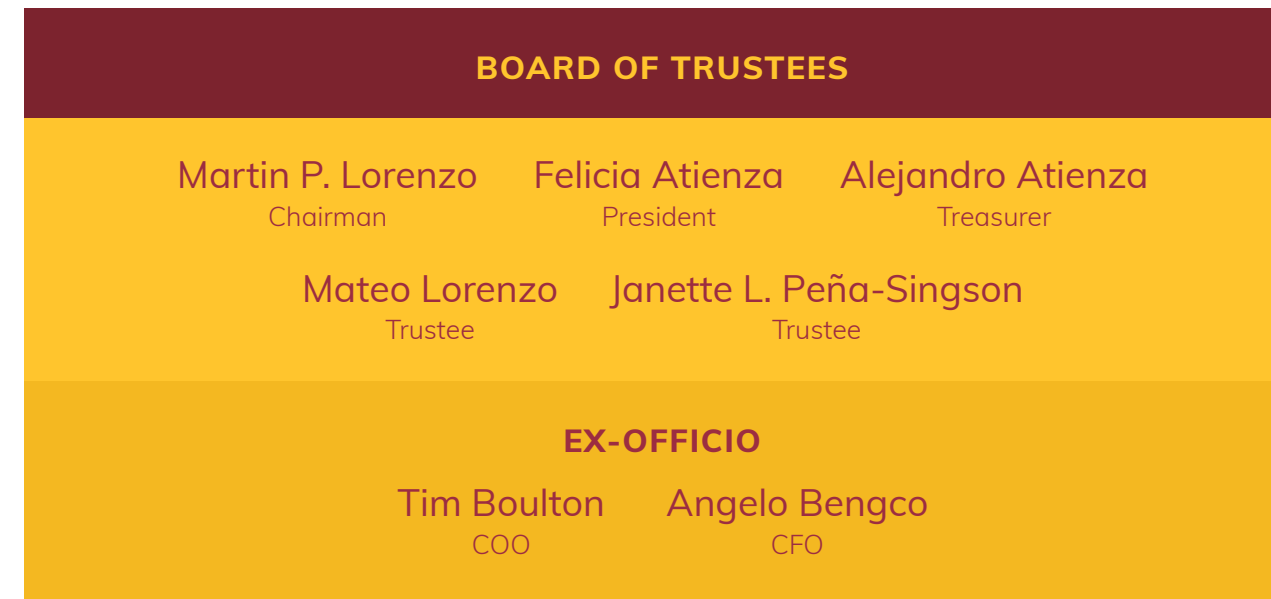 BOARD OF TRUSTEES
Martin P. Lorenzo Felicia Atienza Alejandro Atienza
Chairman President Treasurer
Mateo Lorenzo Janette L. Peña-Singson
Trustee Trustee
EX-OFFICIO
Tim Boulton Angelo Bengco
COO CFO